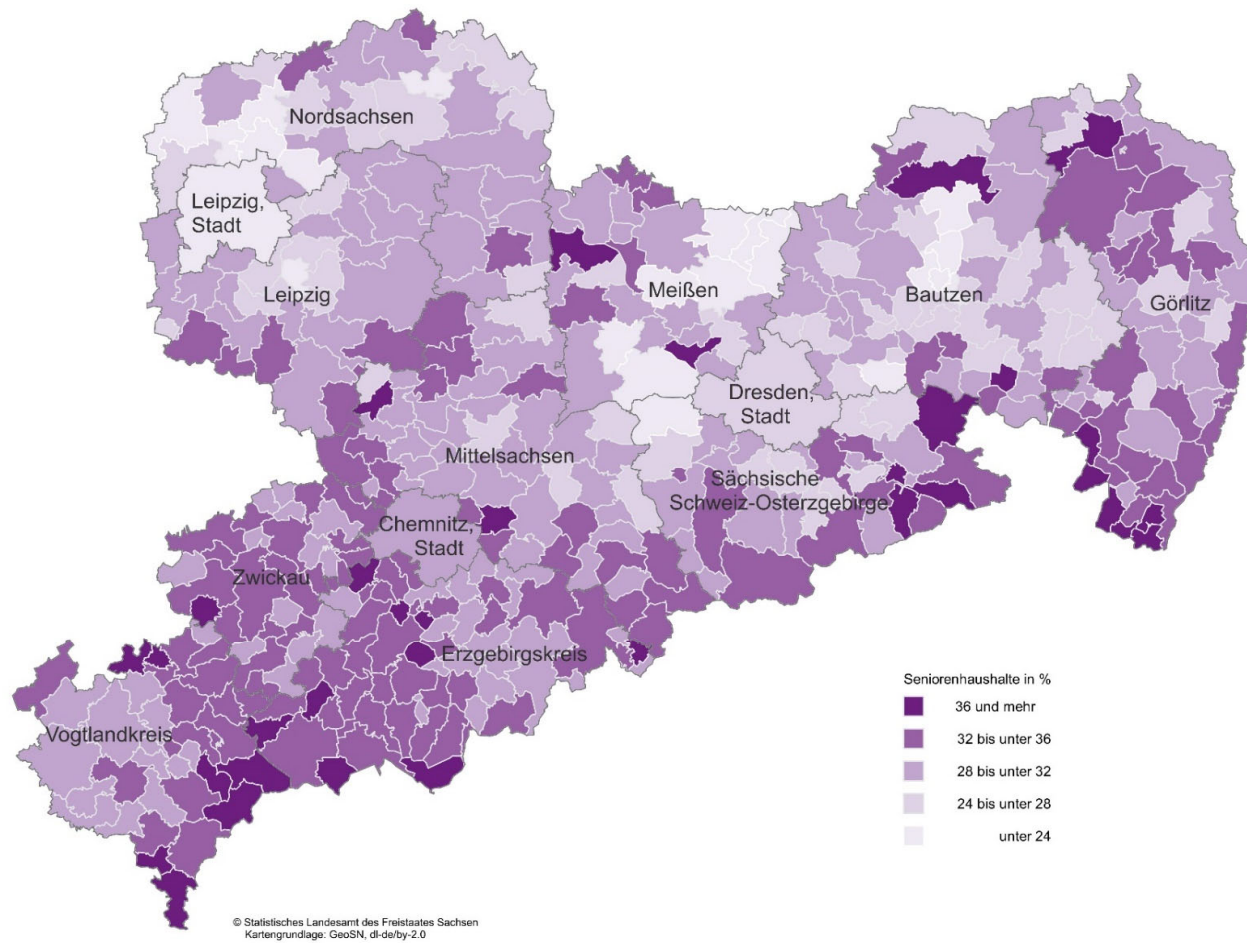 Nordsachsen
Leipzig,
Stadt
Leipzig
Meißen
Bautzen
Görlitz
Dresden,
Stadt
Mittelsachsen
Sächsische
Schweiz-Osterzgebirge
Chemnitz,
Stadt
Zwickau
Erzgebirgskreis
Vogtlandkreis
Seniorenhaushalte in %
36 und mehr
32 bis unter 36
28 bis unter 32
24 bis unter 28
unter 24
© Statistisches Landesamt des Freistaates Sachsen
Kartengrundlage: GeoSN, dl-de/by-2.0